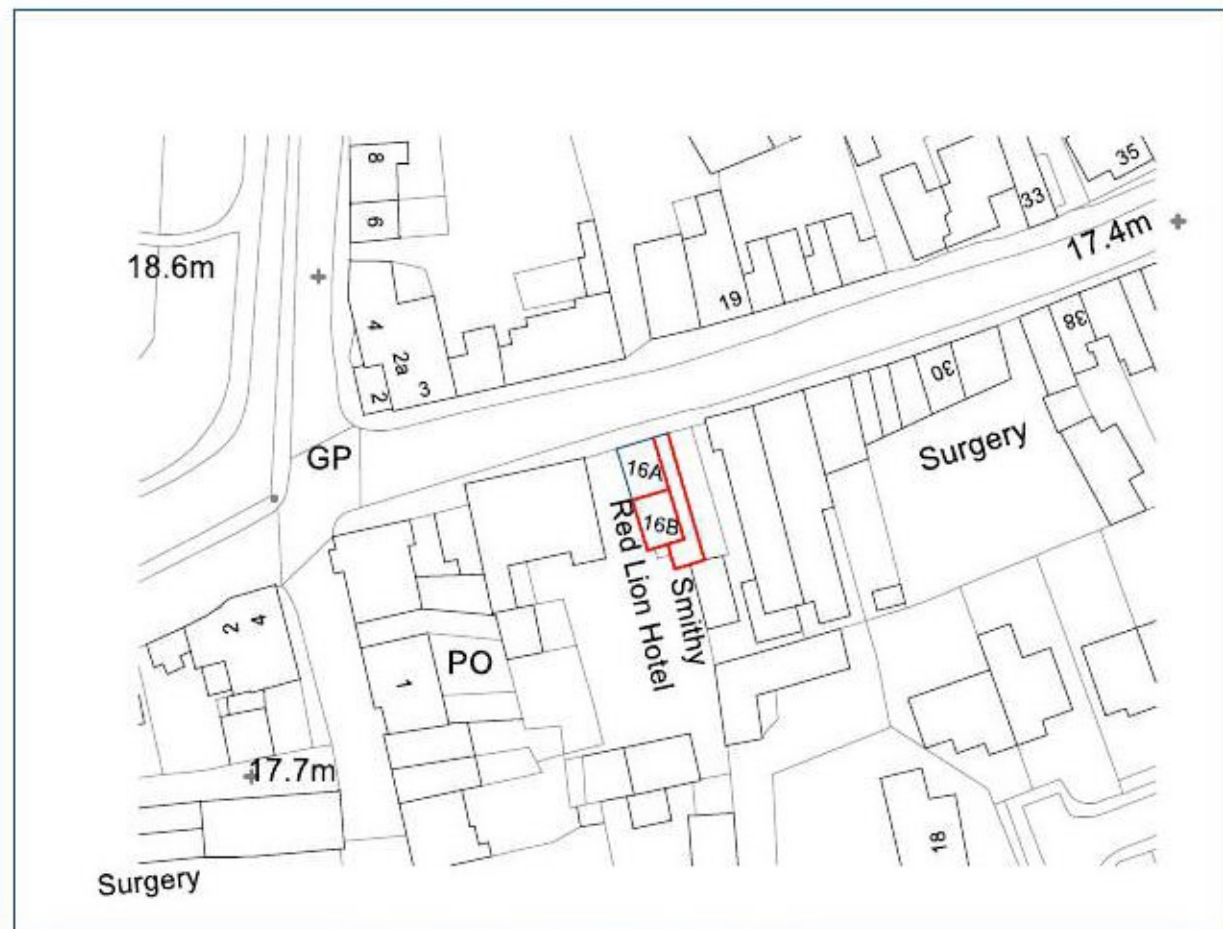 8
35
6
33
17.4m
18.6m
19
4
38
2a
30
3
2
Surgery
GP
16A
16B
Red Lion Hotel
Smithy
2 4
PO
1
17.7m
18
Surgery